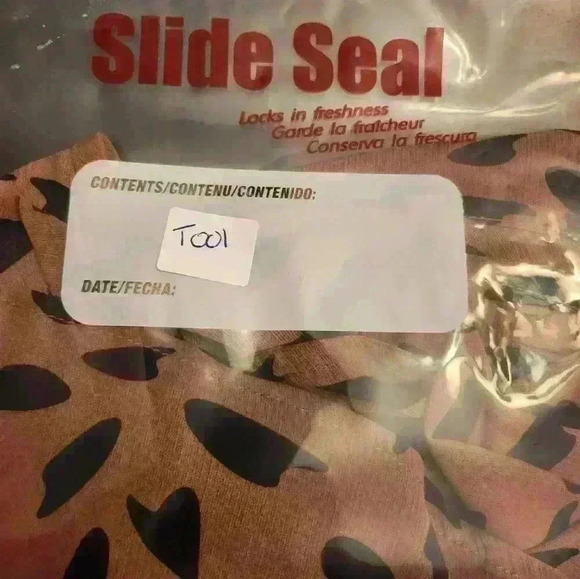 Slide Seal
Locks in freshness
Garde la fraîcheur
Conserva la frescura
CONTENTS/CONTENU/CONTENIDO:
T001
DATE/FECHA: